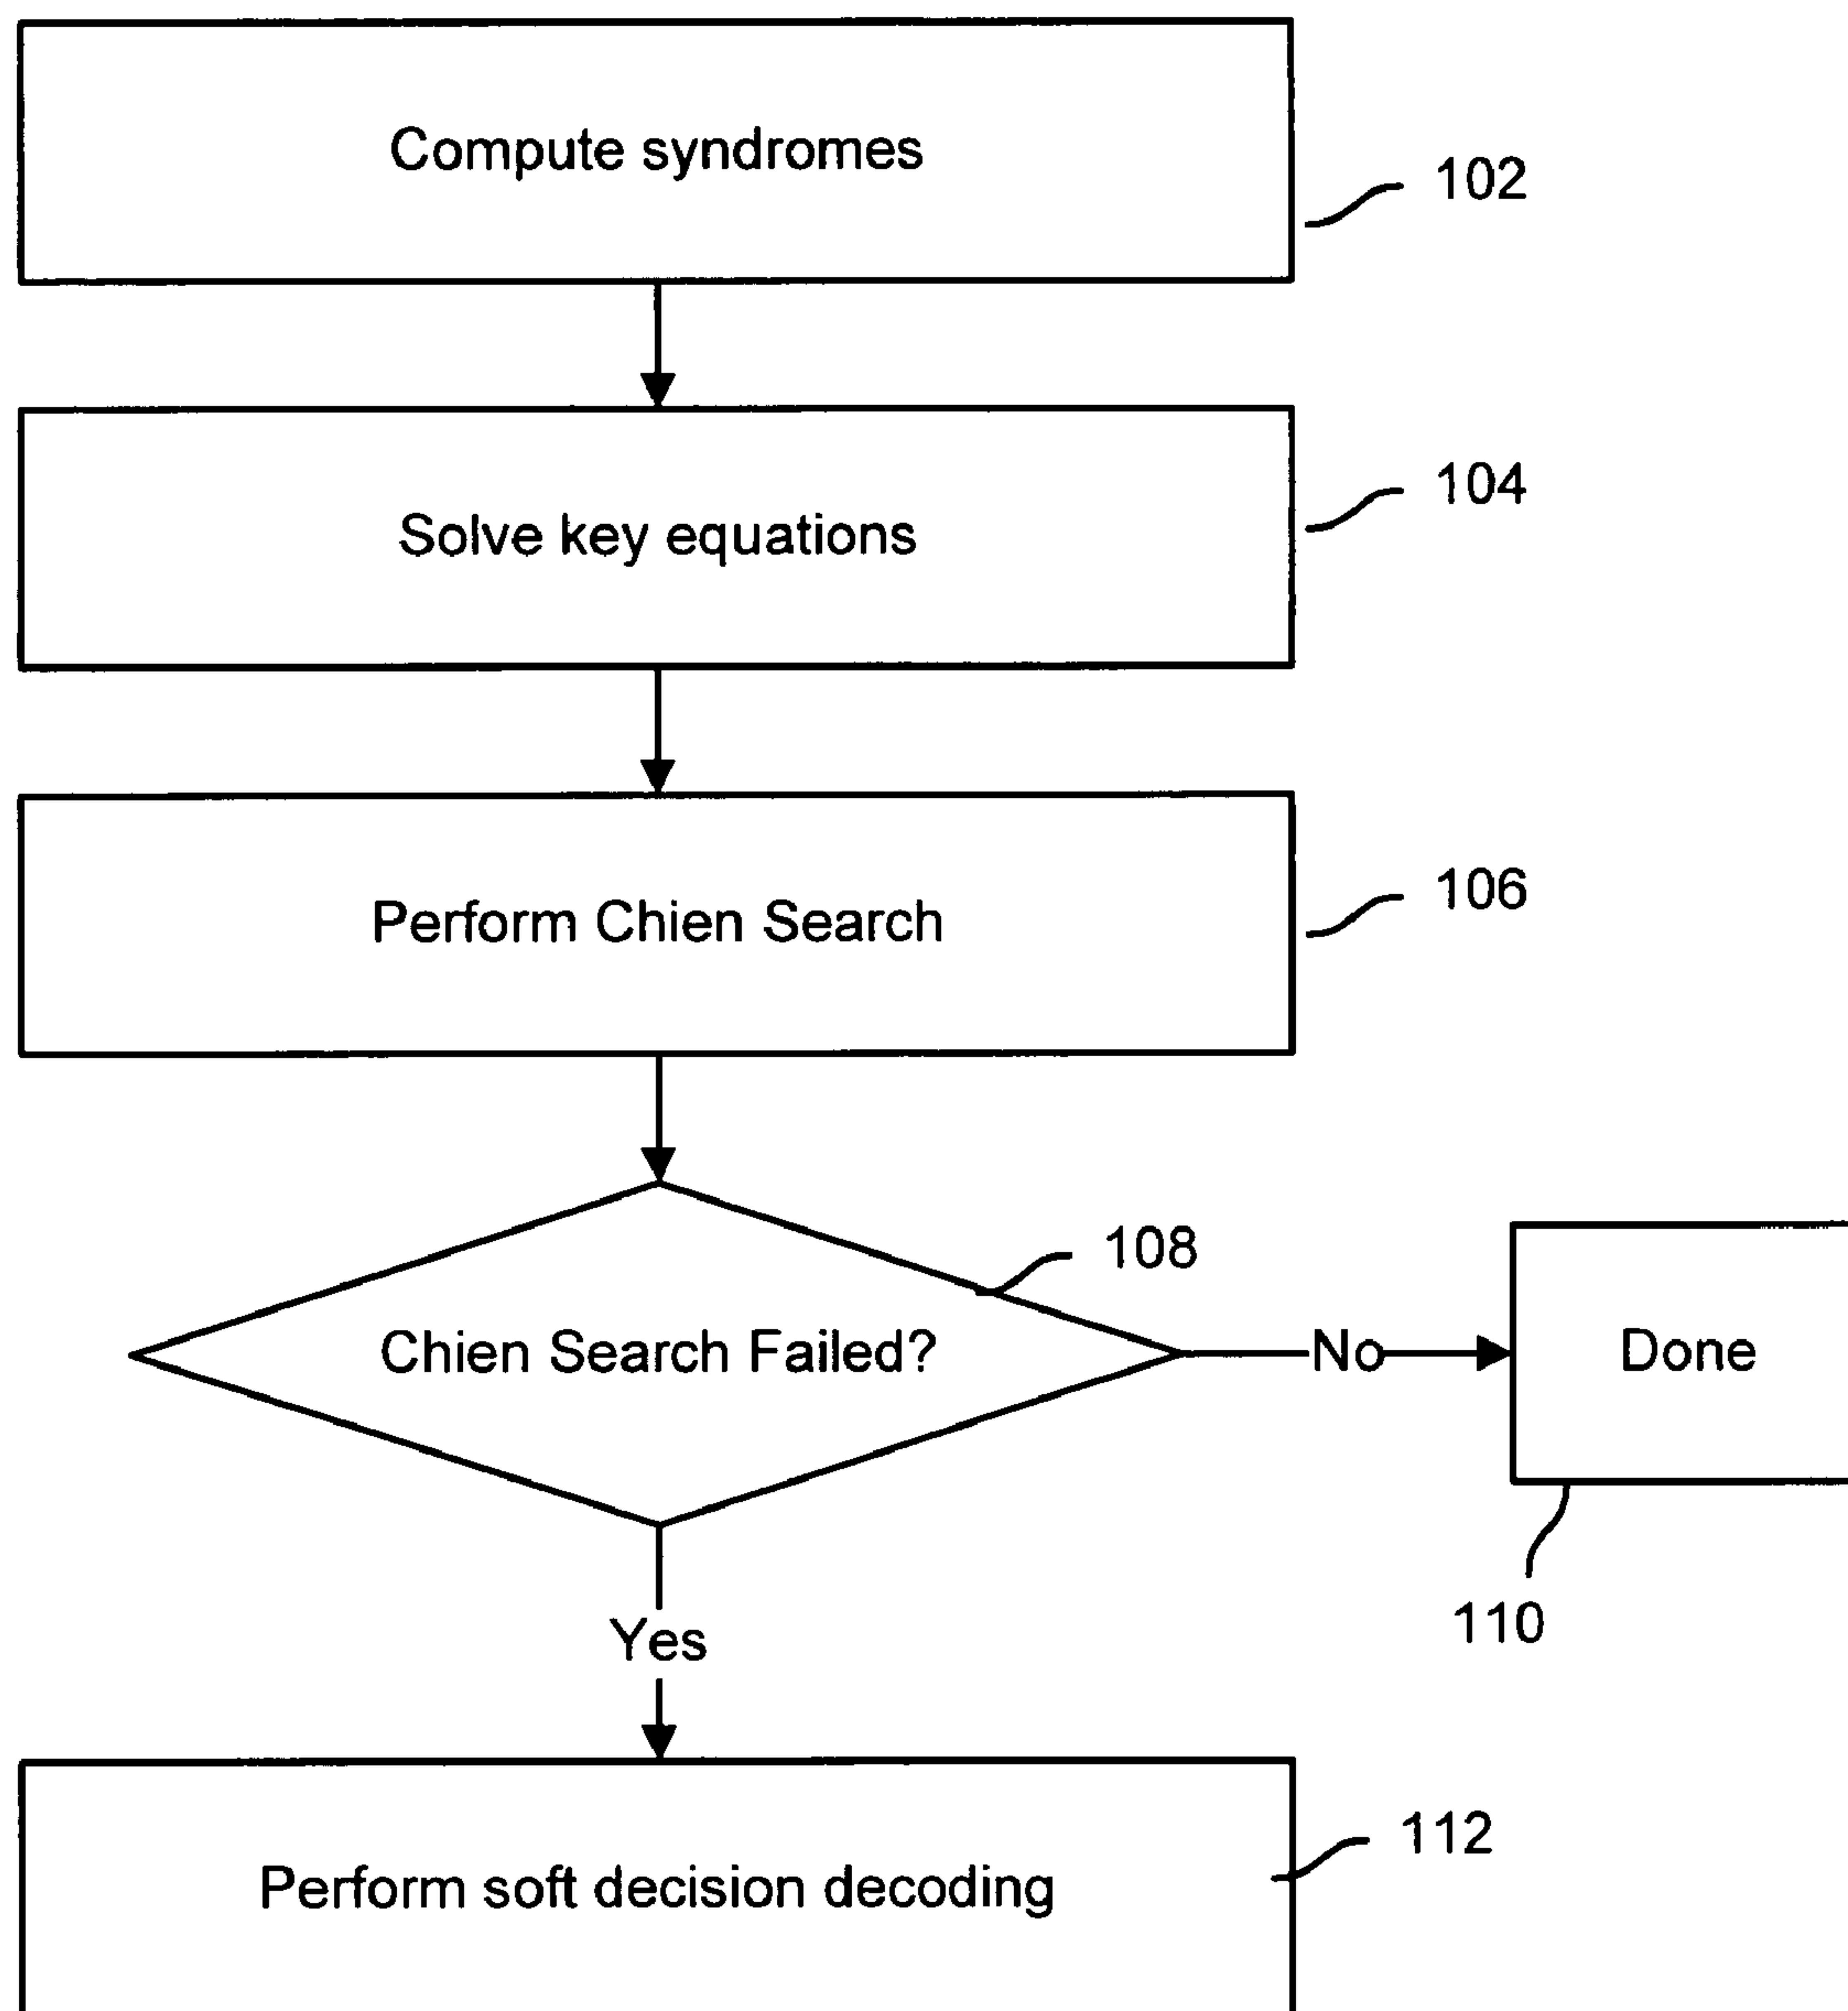 Compute syndromes
102
Solve key equations
104
Perform Chien Search
106
108
Chien Search Failed?
No
Done
110
Yes
112
Perform soft decision decoding